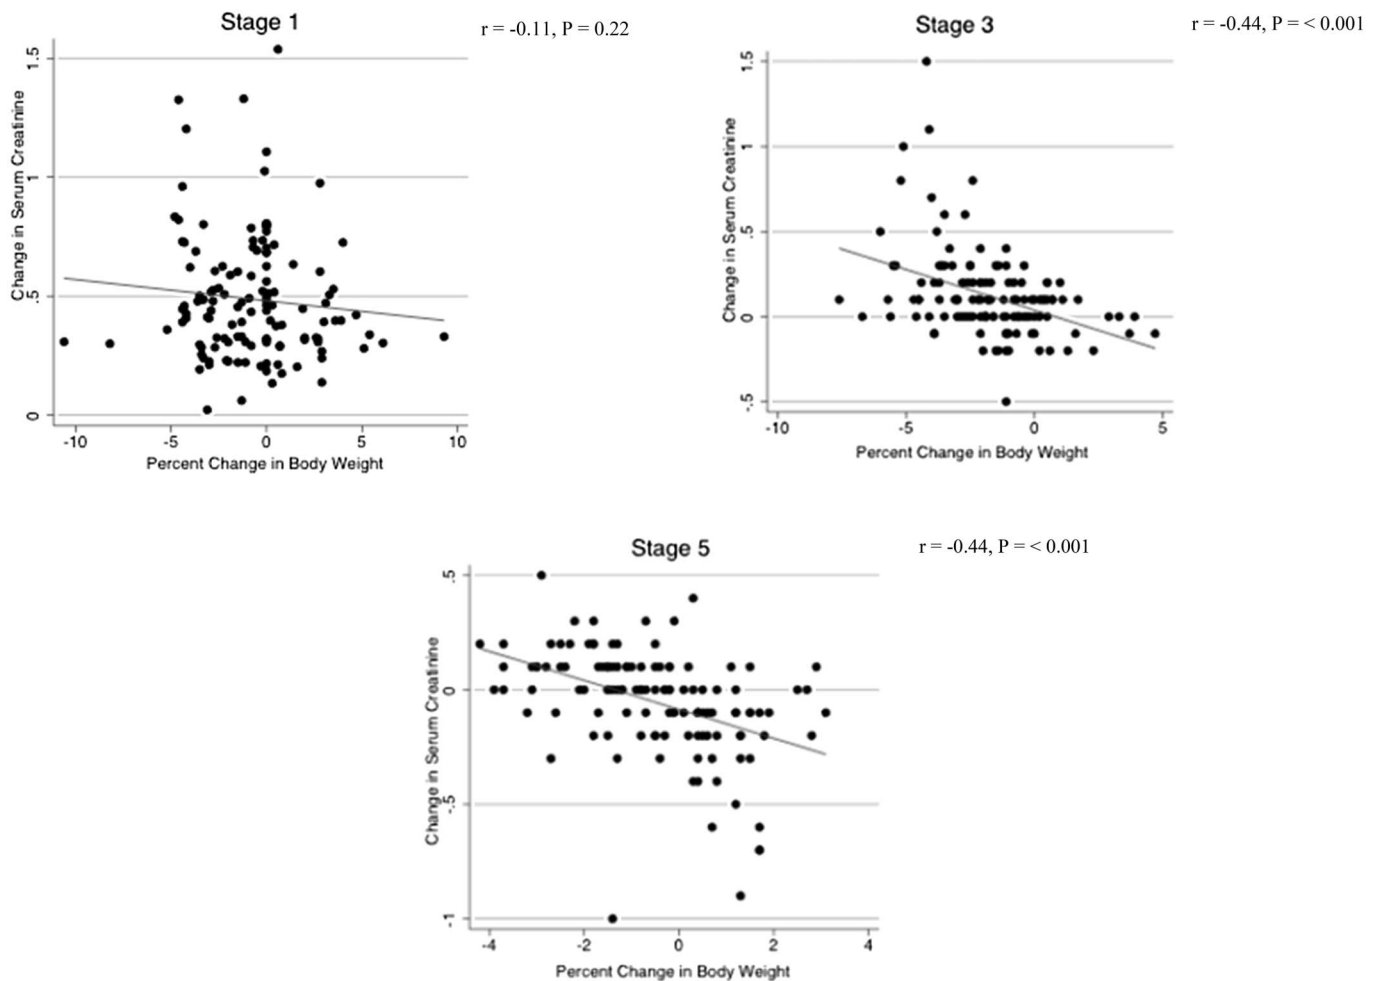 Stage 1
r = -0.11, P = 0.22
Change in Serum Creatinine
1.5
1
.5
0
-10 -5 0 5 10
Percent Change in Body Weight
Stage 3
r = -0.44, P = < 0.001
Change in Serum Creatinine
1.5
1
.5
0
-.5
-10 -5 0 5
Percent Change in Body Weight
Stage 5
r = -0.44, P = < 0.001
Change in Serum Creatinine
.5
0
-.5
-1
-4 -2 0 2 4
Percent Change in Body Weight